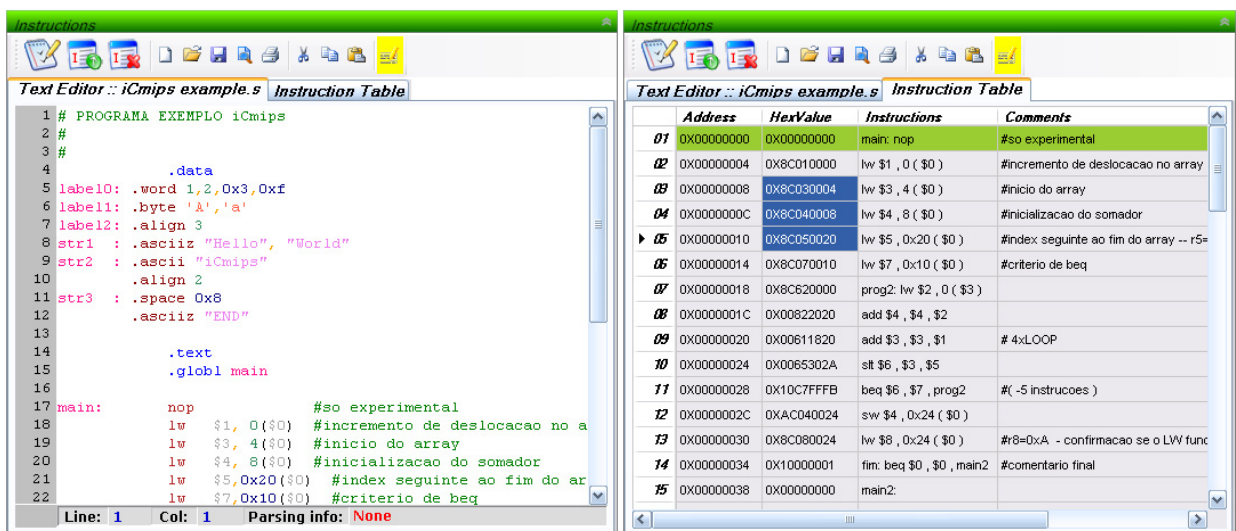 Instructions
Text Editor :: iCmips example.s Instruction Table
1 # PROGRAMA EXEMPLO iCmips
2 #
3 #
4 .data
5 label0: .word 1,2,0x3,0xf
6 label1: .byte 'A','a'
7 label2: .align 3
8 str1 : .asciiz "Hello", "World"
9 str2 : .ascii "iCmips"
10 .align 2
11 str3 : .space 0x8
12 .asciiz "END"
13
14 .text
15 .globl main
16
17 main: nop #so experimental
18 lw $1, 0($0) #incremento de deslocacao no a
19 lw $3, 4($0) #inicio do array
20 lw $4, 8($0) #inicializacao do somador
21 lw $5,0x20($0) #index seguinte ao fim do ar
22 lw $7,0x10($0) #criterio de beq
Line: 1 Col: 1 Parsing info: None
Instructions
Text Editor :: iCmips example.s Instruction Table
Address HexValue Instructions Comments
01 0X00000000 0X00000000 main: nop #so experimental
02 0X00000004 0X8C010000 lw $1 , 0 ( $0 ) #incremento de deslocacao no array
03 0X00000008 0X8C030004 lw $3 , 4 ( $0 ) #inicio do array
04 0X0000000C 0X8C040008 lw $4 , 8 ( $0 ) #inicializacao do somador
05 0X00000010 0X8C050020 lw $5 , 0x20 ( $0 ) #index seguinte ao fim do array -- r5=
06 0X00000014 0X8C070010 lw $7 , 0x10 ( $0 ) #criterio de beq
07 0X00000018 0X8C620000 prog2: lw $2 , 0 ( $3 )
08 0X0000001C 0X00822020 add $4 , $4 , $2
09 0X00000020 0X00611820 add $3 , $3 , $1 # 4xLOOP
10 0X00000024 0X0065302A slt $6 , $3 , $5
11 0X00000028 0X10C7FFFB beq $6 , $7 , prog2 #( -5 instrucoes )
12 0X0000002C 0XAC040024 sw $4 , 0x24 ( $0 )
13 0X00000030 0X8C080024 lw $8 , 0x24 ( $0 ) #r8=0xA - confirmacao se o LW func
14 0X00000034 0X10000001 fim: beq $0 , $0 , main2 #comentario final
15 0X00000038 0X00000000 main2: